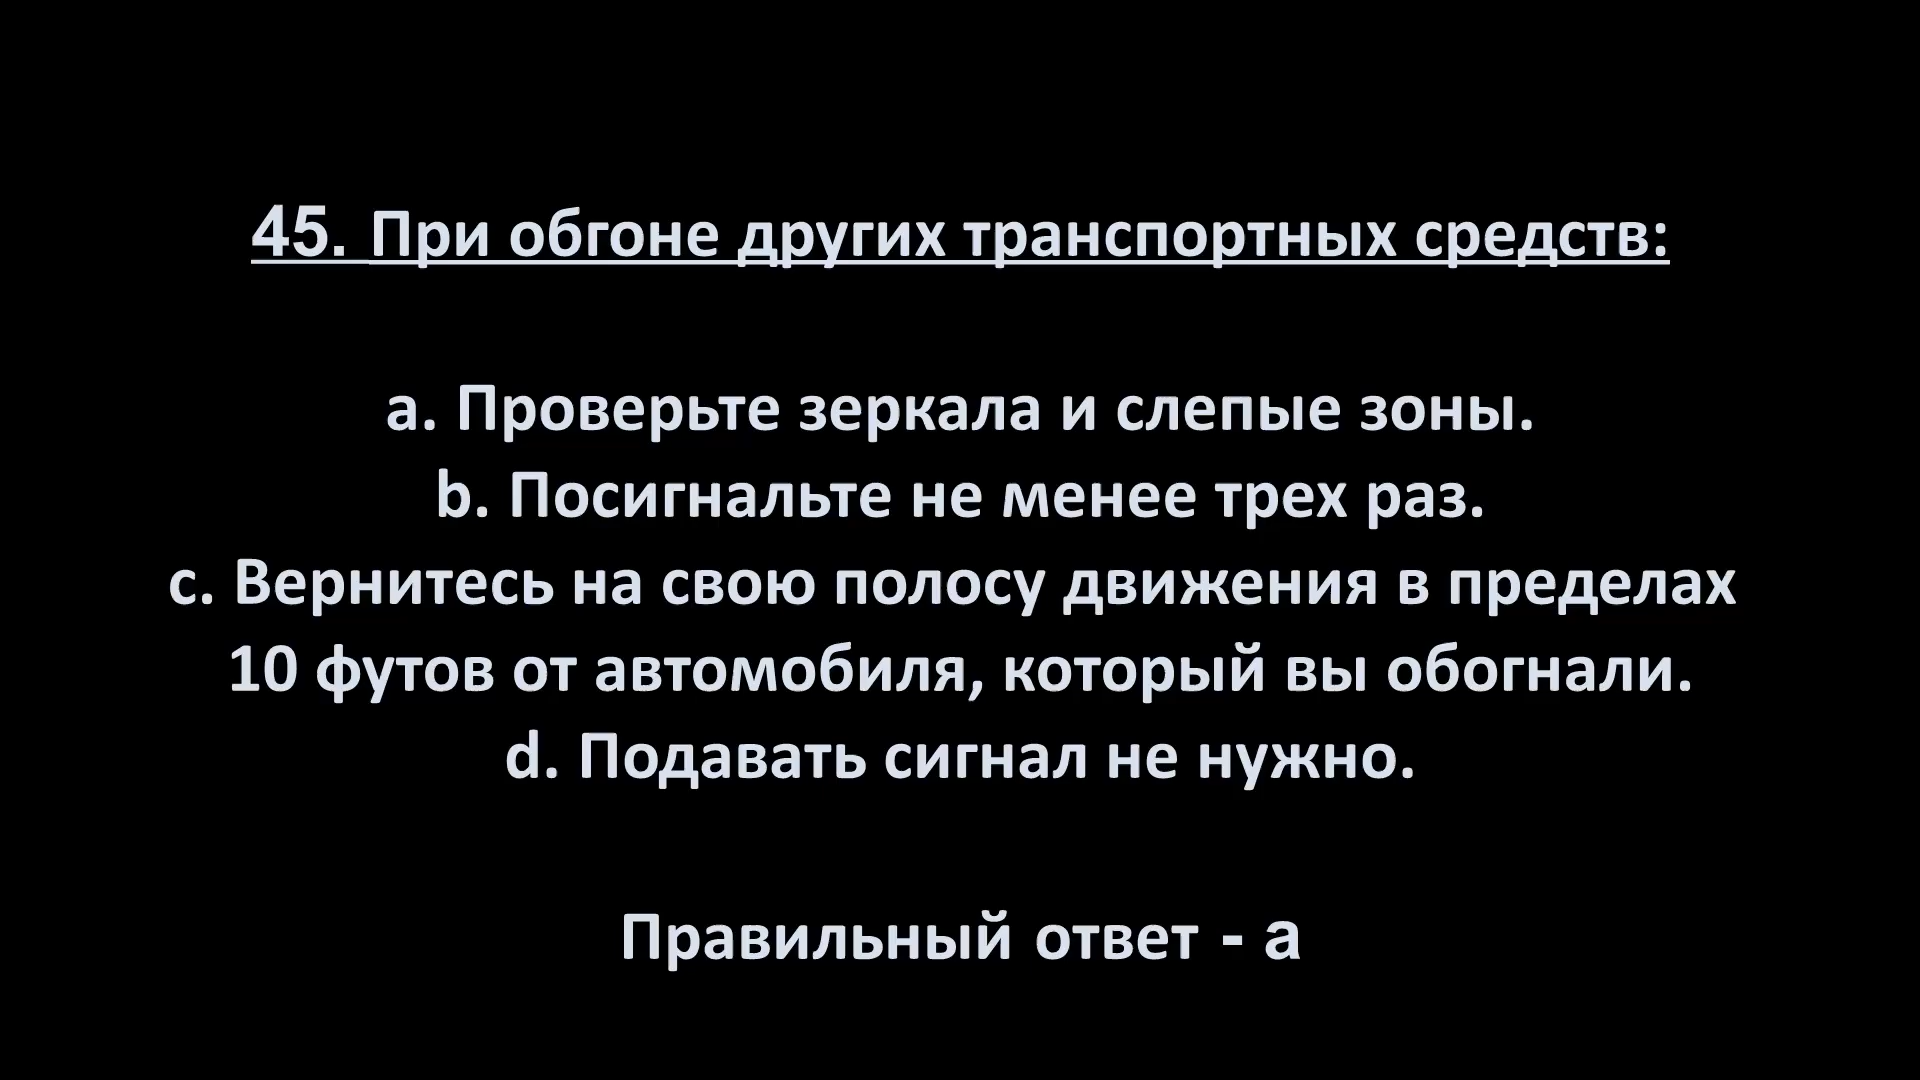 45. При обгоне других транспортных средств:
a. Проверьте зеркала и слепые зоны.
b. Посигнальте не менее трех раз.
c. Вернитесь на свою полосу движения в пределах
10 футов от автомобиля, который вы обогнали.
d. Подавать сигнал не нужно.
Правильный ответ - a